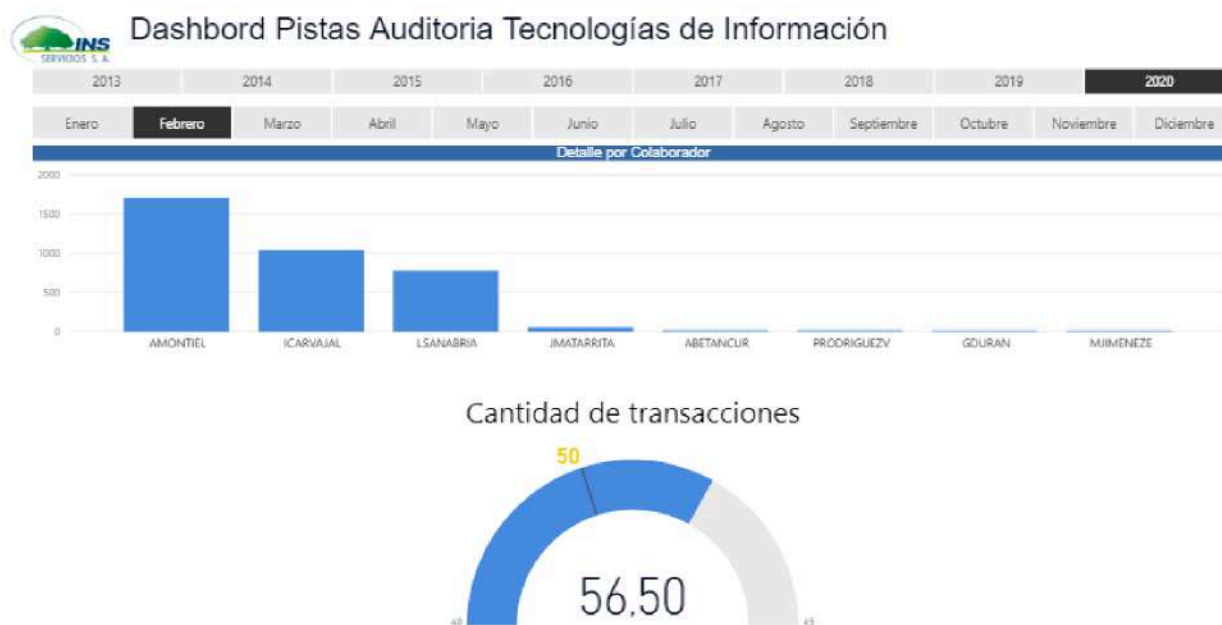 INS
SERVICIOS S. A.
Dashbord Pistas Auditoria Tecnologías de Información
2013 2014 2015 2016 2017 2018 2019 2020
Enero Febrero Marzo Abril Mayo Junio Julio Agosto Septiembre Octubre Noviembre Diciembre
Detalle por Colaborador
2000
1500
1000
500
0
AMONTIEL ICARVAJAL LSANABRIA JMATARRITA ABETANCUR PRODRIGUEZV GDURAN MJIMENEZE
Cantidad de transacciones
50
56,50
40 65